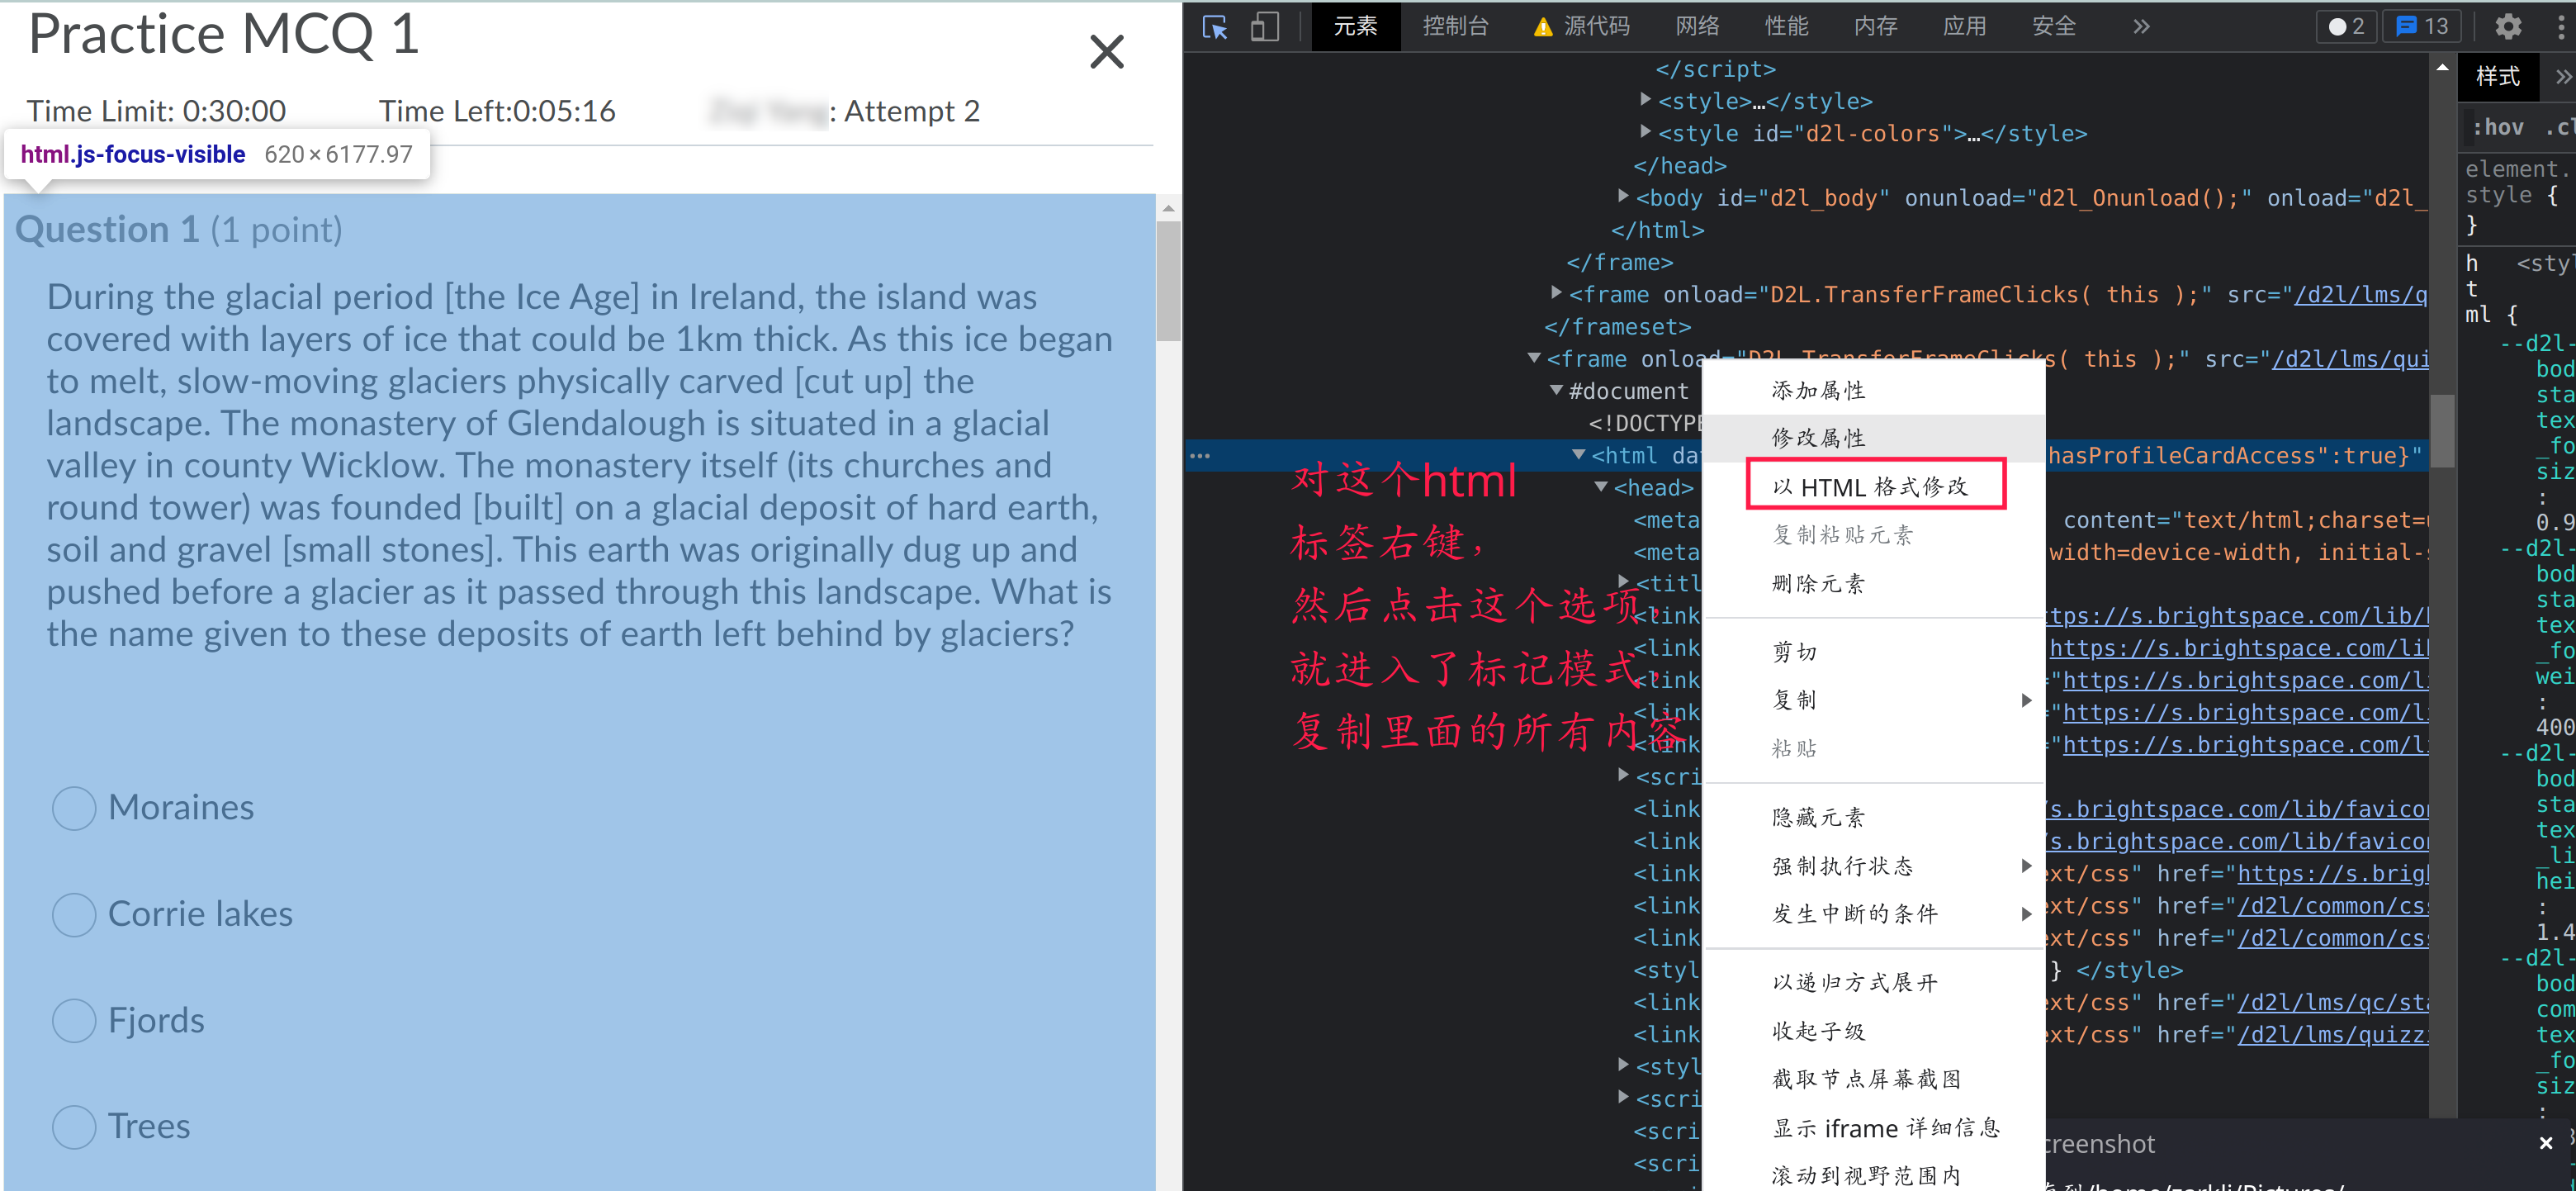 Practice MCQ 1
Time Limit: 0:30:00 Time Left:0:05:16 : Attempt 2
html.js-focus-visible 620×6177.97
Question 1 (1 point)
During the glacial period [the Ice Age] in Ireland, the island was
covered with layers of ice that could be 1km thick. As this ice began
to melt, slow-moving glaciers physically carved [cut up] the
landscape. The monastery of Glendalough is situated in a glacial
valley in county Wicklow. The monastery itself (its churches and
round tower) was founded [built] on a glacial deposit of hard earth,
soil and gravel [small stones]. This earth was originally dug up and
pushed before a glacier as it passed through this landscape. What is
the name given to these deposits of earth left behind by glaciers?
Moraines
Corrie lakes
Fjords
Trees
元素 控制台 源代码 网络 性能 内存 应用 安全 » 2 13
</script>
<style>…</style>
<style id="d2l-colors">…</style>
</head>
<body id="d2l_body" onunload="d2l_Onunload();" onload="d2l_
</html>
</frame>
<frame onload="D2L.TransferFrameClicks( this );" src="/d2l/lms/q
</frameset>
<frame onload="D2L.TransferFrameClicks( this );" src="/d2l/lms/qui
#document
<!DOCTYPE
<html da hasProfileCardAccess":true}"
<head>
<meta content="text/html;charset=u
<meta width=device-width, initial-s
<titl
<link tps://s.brightspace.com/lib/b
<link https://s.brightspace.com/lib
<link "https://s.brightspace.com/li
<link "https://s.brightspace.com/li
<link "https://s.brightspace.com/li
<scri
<link s.brightspace.com/lib/favicon
<link s.brightspace.com/lib/favicon
<link ext/css" href="https://s.brigh
<link ext/css" href="/d2l/common/css
<link ext/css" href="/d2l/common/css
<styl } </style>
<link ext/css" href="/d2l/lms/qc/sta
<link ext/css" href="/d2l/lms/quizzi
<styl
<scri
<scri
<scri
对这个html
标签右键，
然后点击这个选项，
就进入了标记模式，
复制里面的所有内容
添加属性
修改属性
以 HTML 格式修改
复制粘贴元素
删除元素
剪切
复制
粘贴
隐藏元素
强制执行状态
发生中断的条件
以递归方式展开
收起子级
截取节点屏幕截图
显示 iframe 详细信息
滚动到视野范围内
样式 »
:hov .cl
element.
style {
}
h <styl
t
ml {
--d2l-
bod
sta
tex
_fo
siz
:
0.9
--d2l-
bod
sta
tex
_fo
wei
:
400
--d2l-
bod
sta
tex
_li
hei
:
1.4
--d2l-
bod
com
tex
_fo
siz
:
creenshot